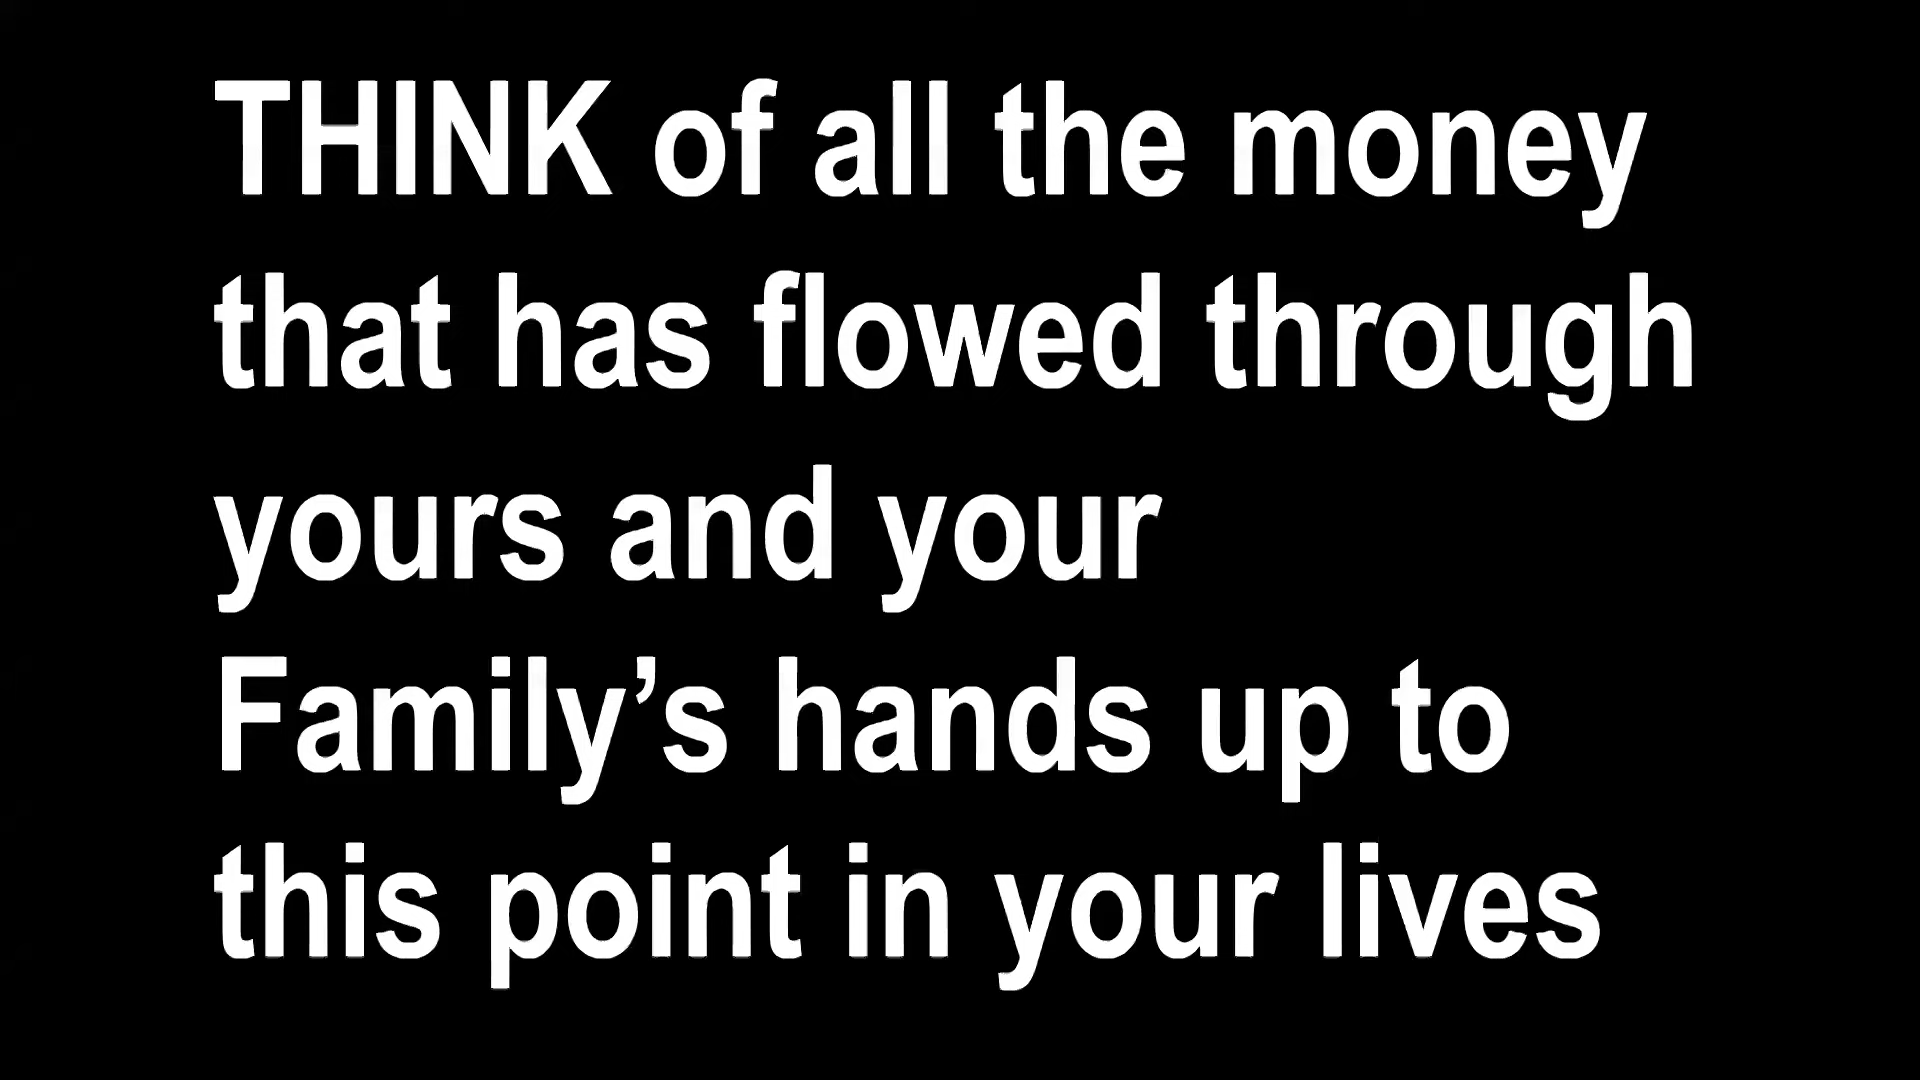 THINK of all the money
that has flowed through
yours and your
Family’s hands up to
this point in your lives